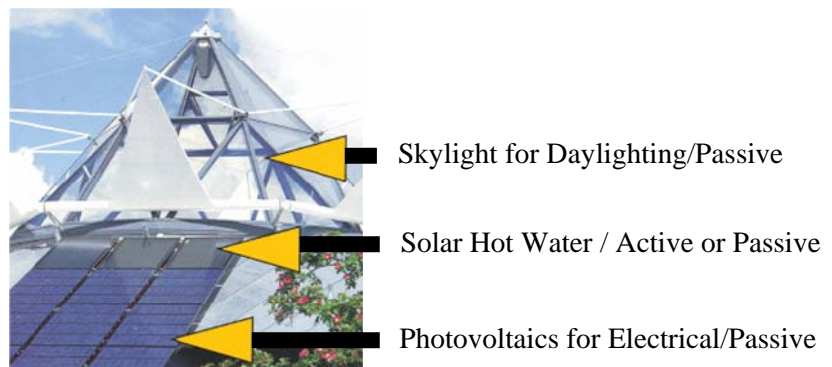 Skylight for Daylighting/Passive
Solar Hot Water / Active or Passive
Photovoltaics for Electrical/Passive